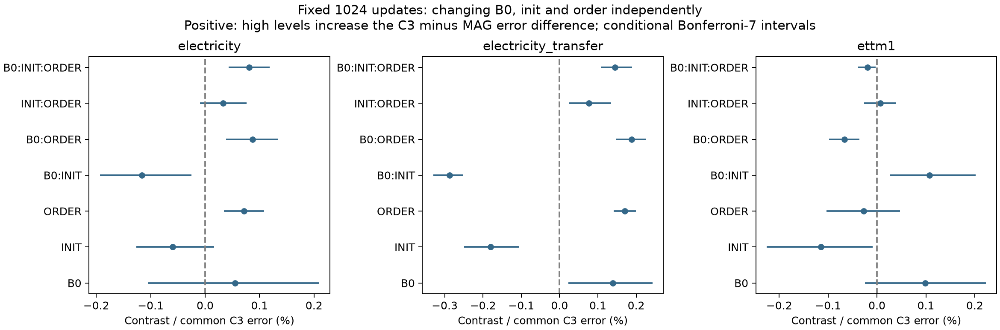 Fixed 1024 updates: changing B0, init and order independently
Positive: high levels increase the C3 minus MAG error difference; conditional Bonferroni-7 intervals
electricity
B0:INIT:ORDER
INIT:ORDER
B0:ORDER
B0:INIT
ORDER
INIT
B0
−0.2 −0.1 0.0 0.1 0.2
Contrast / common C3 error (%)
electricity_transfer
B0:INIT:ORDER
INIT:ORDER
B0:ORDER
B0:INIT
ORDER
INIT
B0
−0.3 −0.2 −0.1 0.0 0.1 0.2
Contrast / common C3 error (%)
ettm1
B0:INIT:ORDER
INIT:ORDER
B0:ORDER
B0:INIT
ORDER
INIT
B0
−0.2 −0.1 0.0 0.1 0.2
Contrast / common C3 error (%)